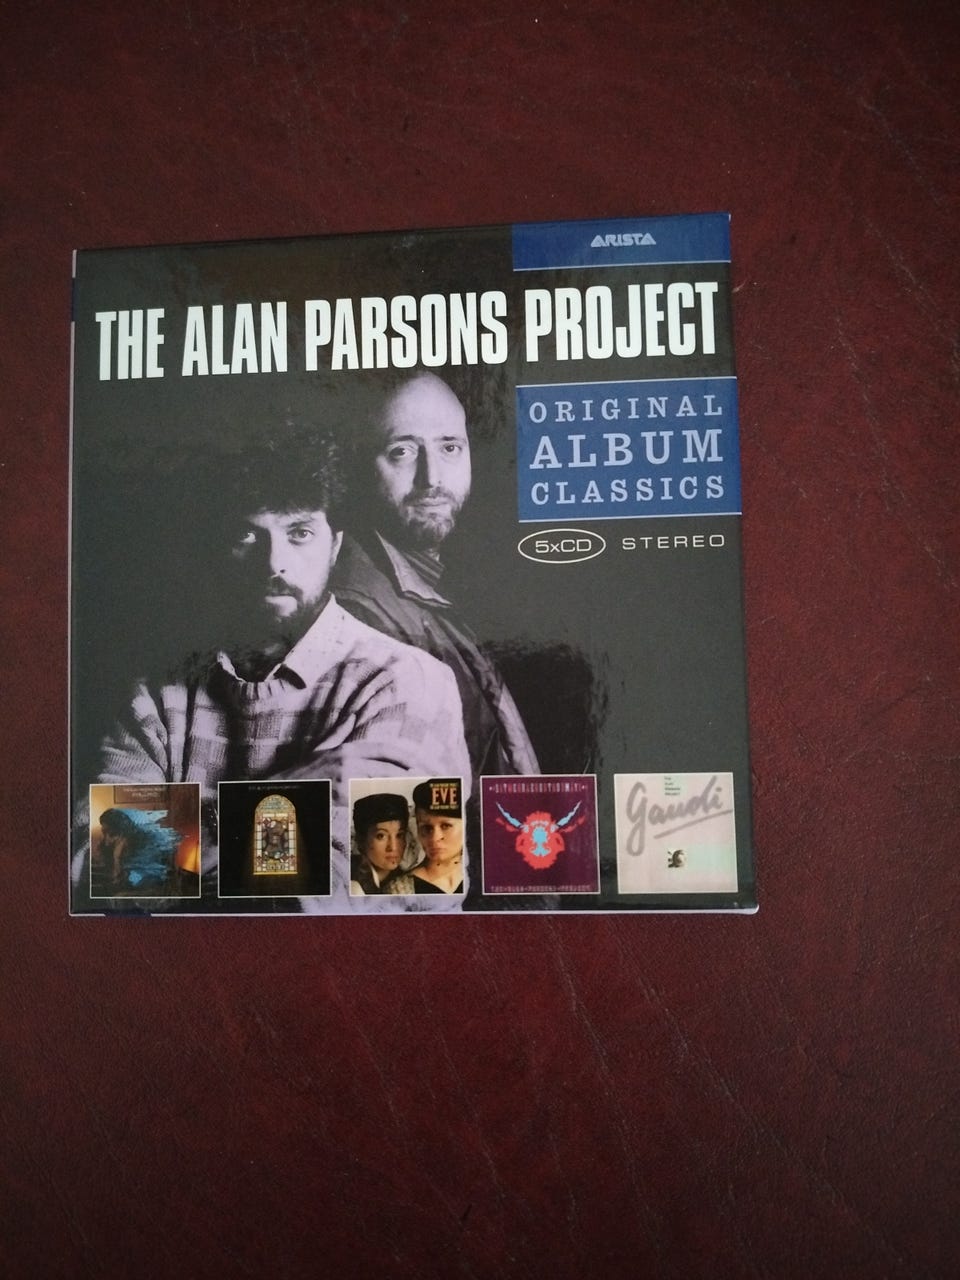 ARISTA
THE ALAN PARSONS PROJECT
ORIGINAL
ALBUM
CLASSICS
5xCD STEREO
EVE
Gaudi